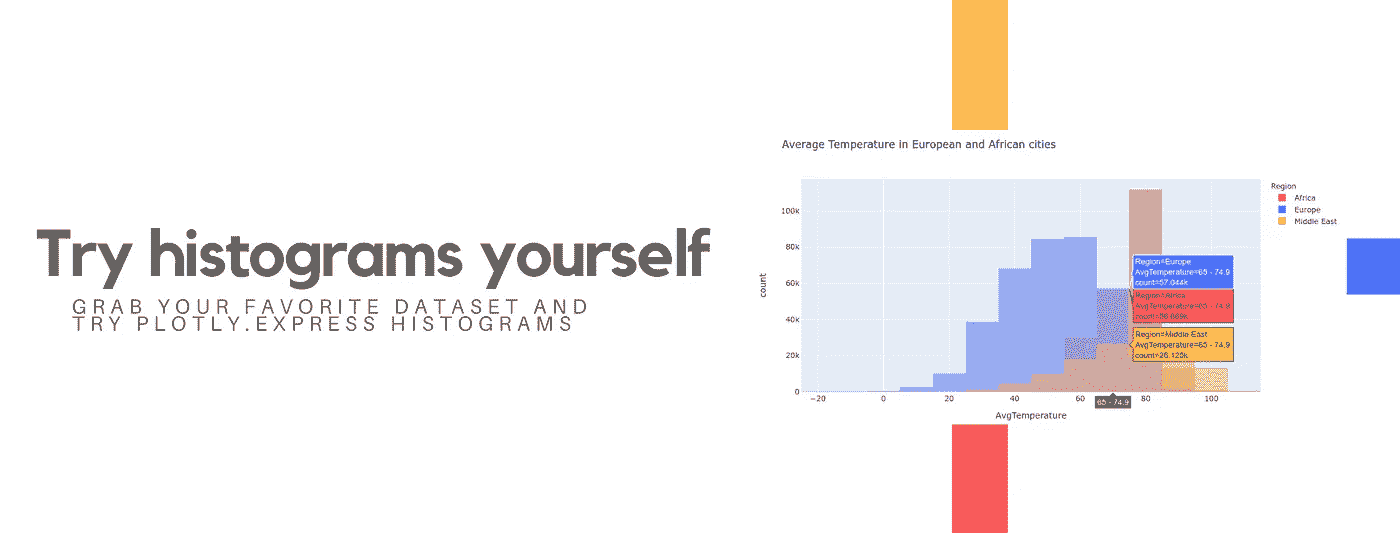 Try histograms yourself
GRAB YOUR FAVORITE DATASET AND
TRY PLOTLY.EXPRESS HISTOGRAMS
Average Temperature in European and African cities
count
100k
80k
60k
40k
20k
0
−20
0
20
40
60
80
100
65 - 74.9
AvgTemperature
Region=Europe
AvgTemperature=65 - 74.9
count=57.044k
Region=Africa
AvgTemperature=65 - 74.9
Region=Middle East
AvgTemperature=65 - 74.9
count=26.125k
Region
Africa
Europe
Middle East